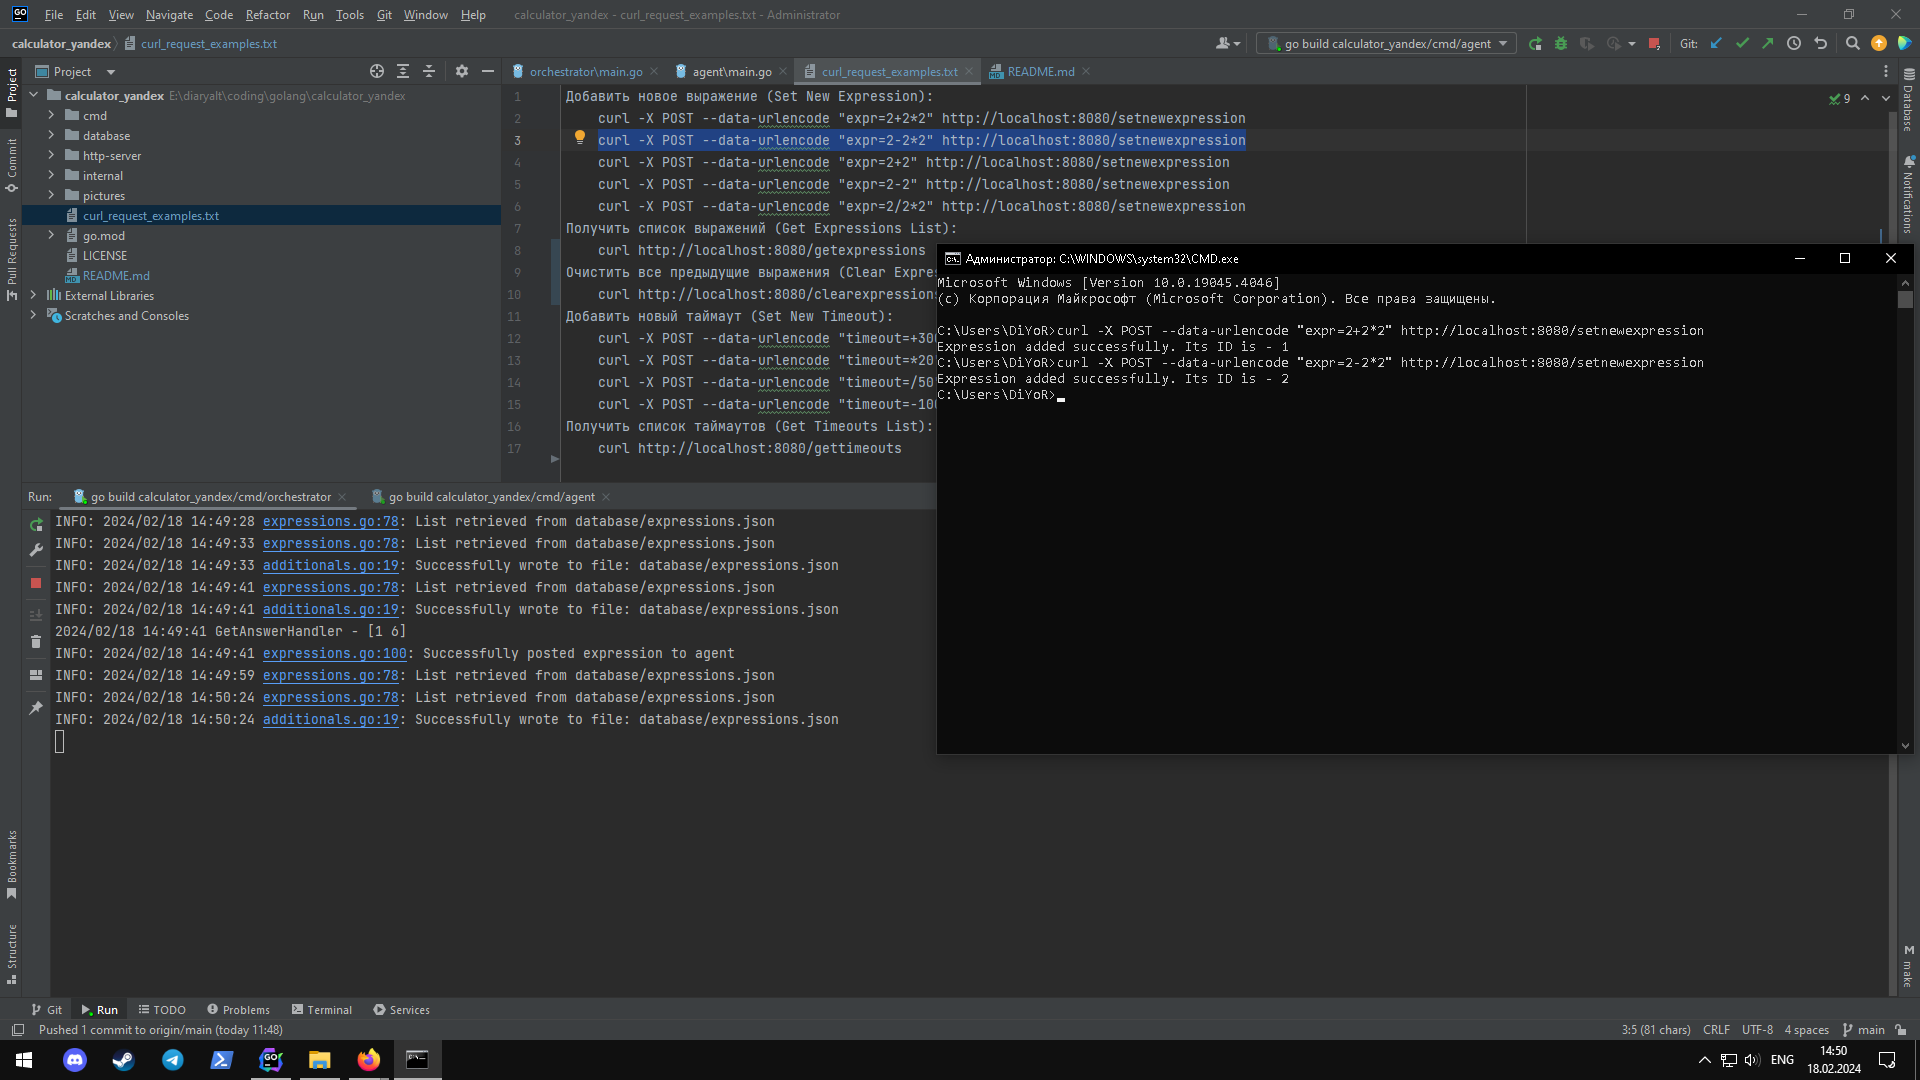 File Edit View Navigate Code Refactor Run Tools Git Window Help calculator_yandex - curl_request_examples.txt - Administrator
calculator_yandex curl_request_examples.txt
go build calculator_yandex/cmd/agent
Git:
Project
orchestrator\main.go
agent\main.go
curl_request_examples.txt
README.md
Project
Commit
Pull Requests
Bookmarks
Structure
Database
Notifications
make
calculator_yandex E:\diaryalt\coding\golang\calculator_yandex
cmd
database
http-server
internal
pictures
curl_request_examples.txt
go.mod
LICENSE
README.md
External Libraries
Scratches and Consoles
9
1 Добавить новое выражение (Set New Expression):
2 curl -X POST --data-urlencode "expr=2+2*2" http://localhost:8080/setnewexpression
3 curl -X POST --data-urlencode "expr=2-2*2" http://localhost:8080/setnewexpression
4 curl -X POST --data-urlencode "expr=2+2" http://localhost:8080/setnewexpression
5 curl -X POST --data-urlencode "expr=2-2" http://localhost:8080/setnewexpression
6 curl -X POST --data-urlencode "expr=2/2*2" http://localhost:8080/setnewexpression
7 Получить список выражений (Get Expressions List):
8 curl http://localhost:8080/getexpressions
9 Очистить все предыдущие выражения (Clear Expres
10 curl http://localhost:8080/clearexpressions
11 Добавить новый таймаут (Set New Timeout):
12 curl -X POST --data-urlencode "timeout=+300
13 curl -X POST --data-urlencode "timeout=*20"
14 curl -X POST --data-urlencode "timeout=/50"
15 curl -X POST --data-urlencode "timeout=-100
16 Получить список таймаутов (Get Timeouts List):
17 curl http://localhost:8080/gettimeouts
Администратор: C:\WINDOWS\system32\CMD.exe
Microsoft Windows [Version 10.0.19045.4046]
(c) Корпорация Майкрософт (Microsoft Corporation). Все права защищены.
C:\Users\DiYoR>curl -X POST --data-urlencode "expr=2+2*2" http://localhost:8080/setnewexpression
Expression added successfully. Its ID is - 1
C:\Users\DiYoR>curl -X POST --data-urlencode "expr=2-2*2" http://localhost:8080/setnewexpression
Expression added successfully. Its ID is - 2
C:\Users\DiYoR>
Run: go build calculator_yandex/cmd/orchestrator go build calculator_yandex/cmd/agent
INFO: 2024/02/18 14:49:28 expressions.go:78: List retrieved from database/expressions.json
INFO: 2024/02/18 14:49:33 expressions.go:78: List retrieved from database/expressions.json
INFO: 2024/02/18 14:49:33 additionals.go:19: Successfully wrote to file: database/expressions.json
INFO: 2024/02/18 14:49:41 expressions.go:78: List retrieved from database/expressions.json
INFO: 2024/02/18 14:49:41 additionals.go:19: Successfully wrote to file: database/expressions.json
2024/02/18 14:49:41 GetAnswerHandler - [1 6]
INFO: 2024/02/18 14:49:41 expressions.go:100: Successfully posted expression to agent
INFO: 2024/02/18 14:49:59 expressions.go:78: List retrieved from database/expressions.json
INFO: 2024/02/18 14:50:24 expressions.go:78: List retrieved from database/expressions.json
INFO: 2024/02/18 14:50:24 additionals.go:19: Successfully wrote to file: database/expressions.json
Git Run TODO Problems Terminal Services
Pushed 1 commit to origin/main (today 11:48)
3:5 (81 chars) CRLF UTF-8 4 spaces main
ENG
14:50
18.02.2024